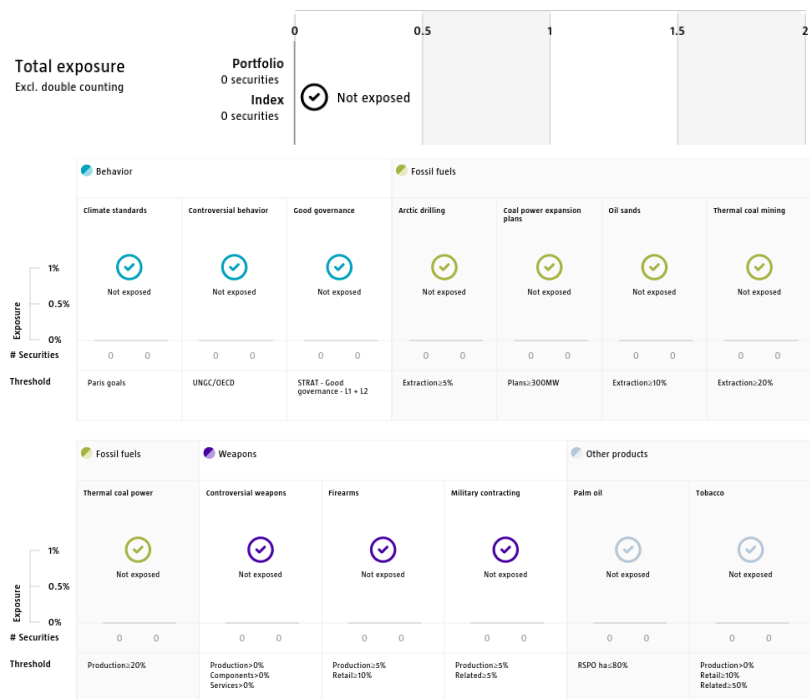 0 0.5 1 1.5 2
Total exposure
Excl. double counting
Portfolio
0 securities
Index
0 securities
Not exposed
Behavior Fossil fuels
Climate standards Controversial behavior Good governance Arctic drilling Coal power expansion plans Oil sands Thermal coal mining
Not exposed Not exposed Not exposed Not exposed Not exposed Not exposed Not exposed
Exposure
1%
0.5%
0%
# Securities 0 0 0 0 0 0 0 0 0 0 0 0 0 0
Threshold Paris goals UNGC/OECD STRAT - Good governance - L1 + L2 Extraction≥5% Plans≥300MW Extraction≥10% Extraction≥20%
Fossil fuels Weapons Other products
Thermal coal power Controversial weapons Firearms Military contracting Palm oil Tobacco
Not exposed Not exposed Not exposed Not exposed Not exposed Not exposed
Exposure
1%
0.5%
0%
# Securities 0 0 0 0 0 0 0 0 0 0 0 0
Threshold Production≥20% Production>0% Production≥5% Production≥5% RSPO ha≤80% Production>0%
Components>0% Retail≥10% Related≥5% Retail≥10%
Services>0% Related≥50%